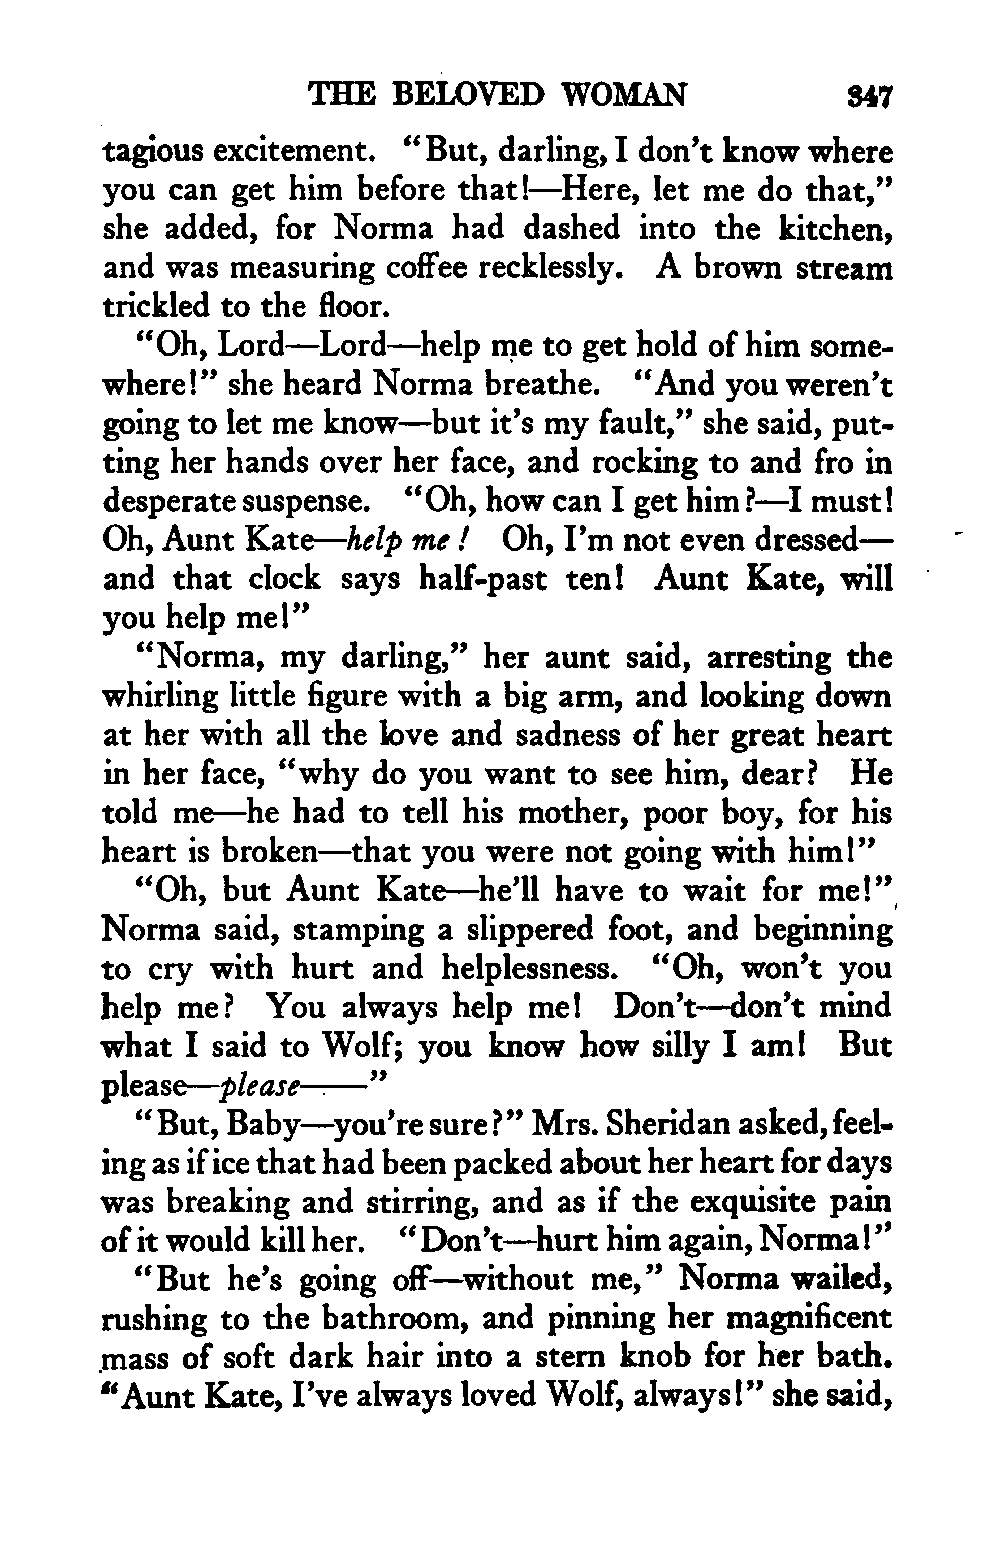 THE BELOVED WOMAN 347
tagious excitement. "But, darling, I don't know where
you can get him before that!—Here, let me do that,"
she added, for Norma had dashed into the kitchen,
and was measuring coffee recklessly. A brown stream
trickled to the floor.
"Oh, Lord—Lord—help me to get hold of him some-
where!" she heard Norma breathe. "And you weren't
going to let me know—but it's my fault," she said, put-
ting her hands over her face, and rocking to and fro in
desperate suspense. "Oh, how can I get him?—I must!
Oh, Aunt Kate—help me! Oh, I'm not even dressed—
and that clock says half-past ten! Aunt Kate, will
you help me!"
"Norma, my darling," her aunt said, arresting the
whirling little figure with a big arm, and looking down
at her with all the love and sadness of her great heart
in her face, "why do you want to see him, dear? He
told me—he had to tell his mother, poor boy, for his
heart is broken—that you were not going with him!"
"Oh, but Aunt Kate—he'll have to wait for me!"
Norma said, stamping a slippered foot, and beginning
to cry with hurt and helplessness. "Oh, won't you
help me? You always help me! Don't—don't mind
what I said to Wolf; you know how silly I am! But
please—please——"
"But, Baby—you're sure?" Mrs. Sheridan asked, feel-
ing as if ice that had been packed about her heart for days
was breaking and stirring, and as if the exquisite pain
of it would kill her. "Don't—hurt him again, Norma!"
"But he's going off—without me," Norma wailed,
rushing to the bathroom, and pinning her magnificent
mass of soft dark hair into a stern knob for her bath.
"Aunt Kate, I've always loved Wolf, always!" she said,